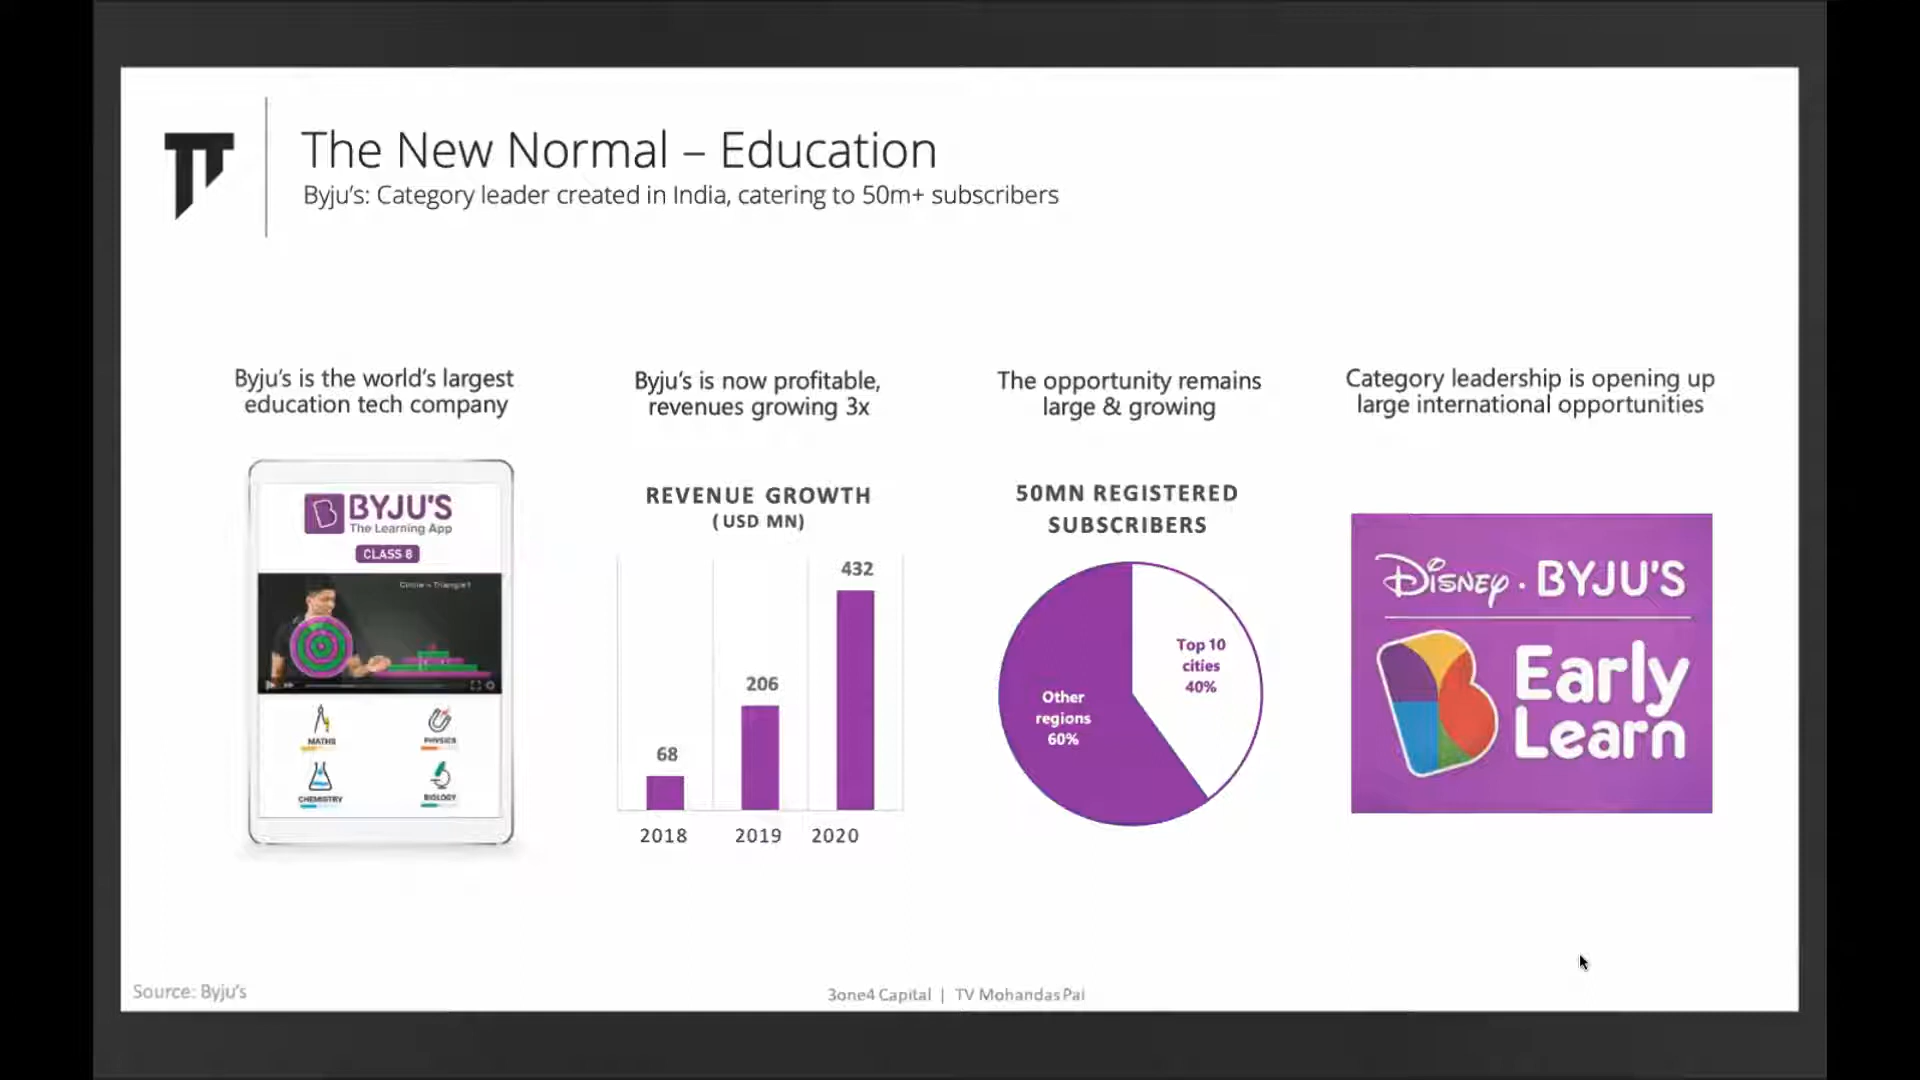 The New Normal – Education
Byju's: Category leader created in India, catering to 50m+ subscribers
Byju's is the world's largest
education tech company
BYJU'S
The Learning App
CLASS 8
Circle = Triangle?
MATHS
PHYSICS
CHEMISTRY
BIOLOGY
Byju's is now profitable,
revenues growing 3x
REVENUE GROWTH
(USD MN)
68
206
432
2018
2019
2020
The opportunity remains
large & growing
50MN REGISTERED
SUBSCRIBERS
Top 10
cities
40%
Other
regions
60%
Category leadership is opening up
large international opportunities
Disney · BYJU'S
Early
Learn
Source: Byju's
3one4 Capital | TV Mohandas Pai